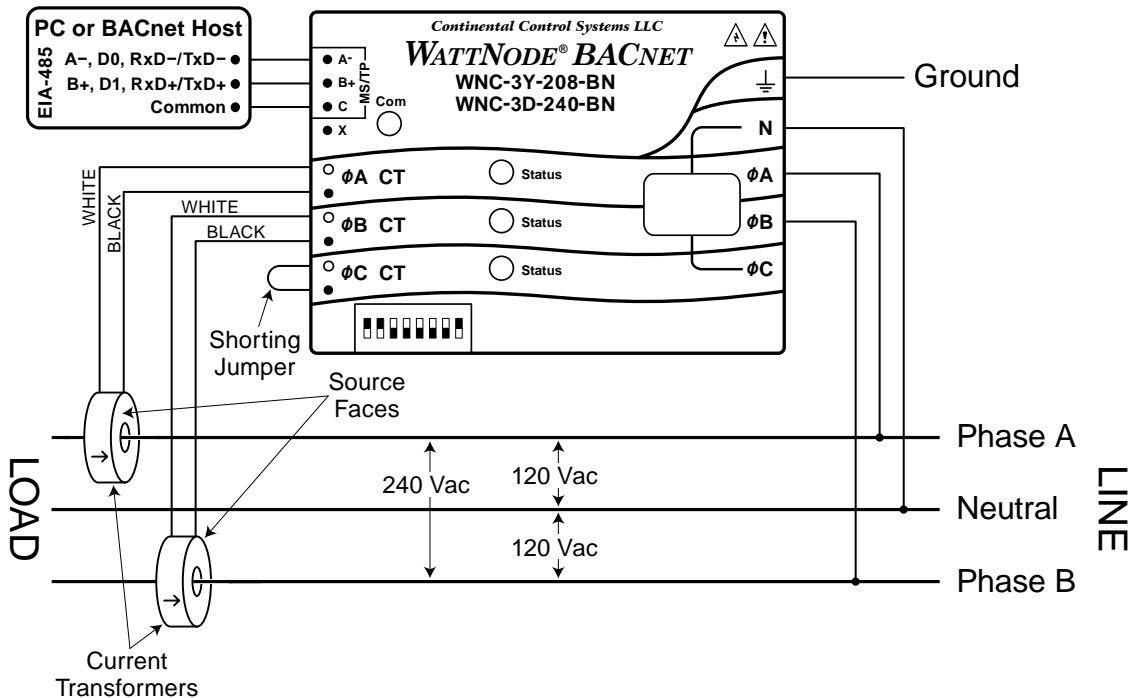 PC or BACnet Host
EIA-485
A−, D0, RxD−/TxD−
B+, D1, RxD+/TxD+
Common
Continental Control Systems LLC
WATTNODE® BACNET
WNC-3Y-208-BN
WNC-3D-240-BN
A-
B+
C
X
MS/TP
Com
Ground
N
ϕA CT
Status
ϕA
ϕB CT
Status
ϕB
ϕC CT
Status
ϕC
WHITE
BLACK
WHITE
BLACK
Shorting
Jumper
Source
Faces
LOAD
LINE
240 Vac
120 Vac
120 Vac
Phase A
Neutral
Phase B
Current
Transformers